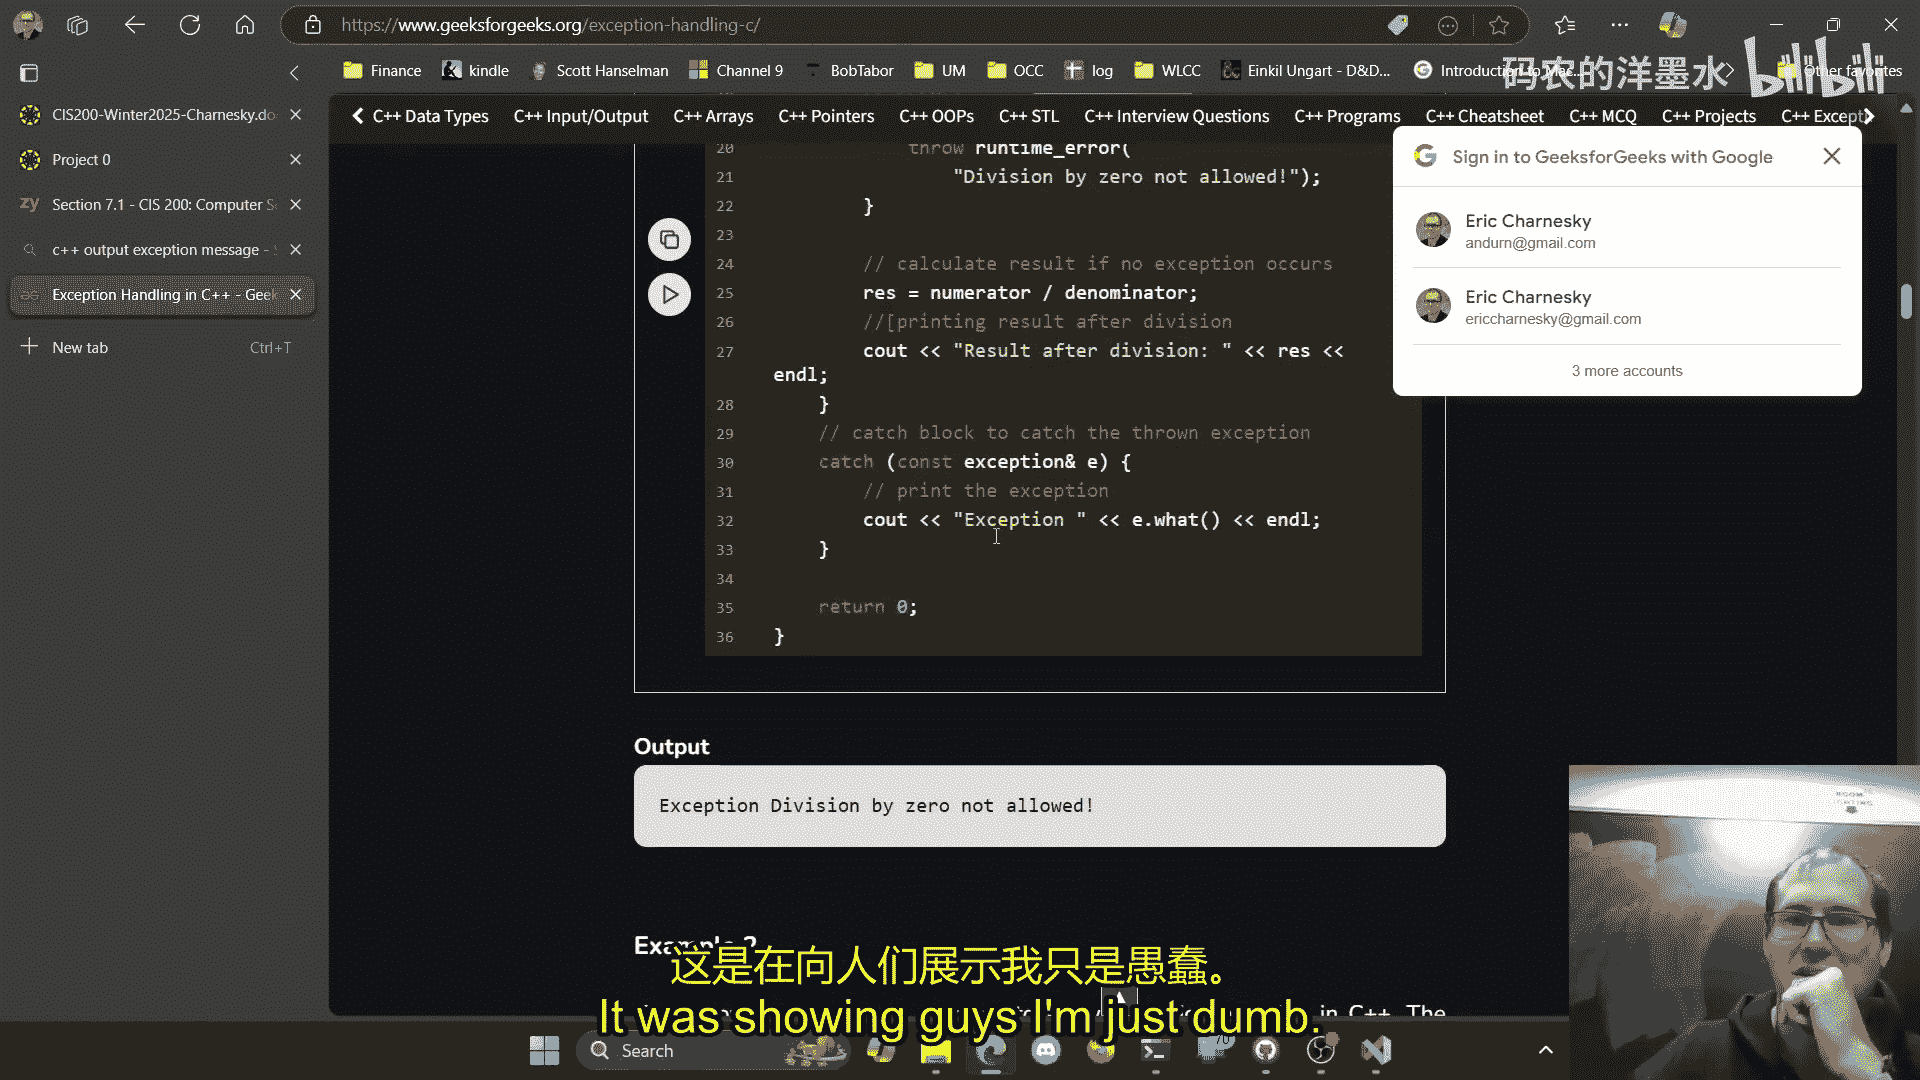 https://www.geeksforgeeks.org/exception-handling-c/
Finance
kindle
Scott Hanselman
Channel 9
BobTabor
UM
OCC
log
WLCC
Einkil Ungart - D&D...
Other favorites
码农的洋墨水
bilibili
CIS200-Winter2025-Charnesky.do
Project 0
Section 7.1 - CIS 200: Computer S
c++ output exception message -
Exception Handling in C++ - Geek
New tab
Ctrl+T
C++ Data Types
C++ Input/Output
C++ Arrays
C++ Pointers
C++ OOPs
C++ STL
C++ Interview Questions
C++ Programs
C++ Cheatsheet
C++ MCQ
C++ Projects
C++ Except
Sign in to GeeksforGeeks with Google
Eric Charnesky
andurn@gmail.com
Eric Charnesky
ericcharnesky@gmail.com
3 more accounts
20 throw runtime_error(
21 "Division by zero not allowed!");
22 }
23
24 // calculate result if no exception occurs
25 res = numerator / denominator;
26 //[printing result after division
27 cout << "Result after division: " << res <<
endl;
28 }
29 // catch block to catch the thrown exception
30 catch (const exception& e) {
31 // print the exception
32 cout << "Exception " << e.what() << endl;
33 }
34
35 return 0;
36 }
Output
Exception Division by zero not allowed!
这是在向人们展示我只是愚蠢。
It was showing guys I'm just dumb.
Search